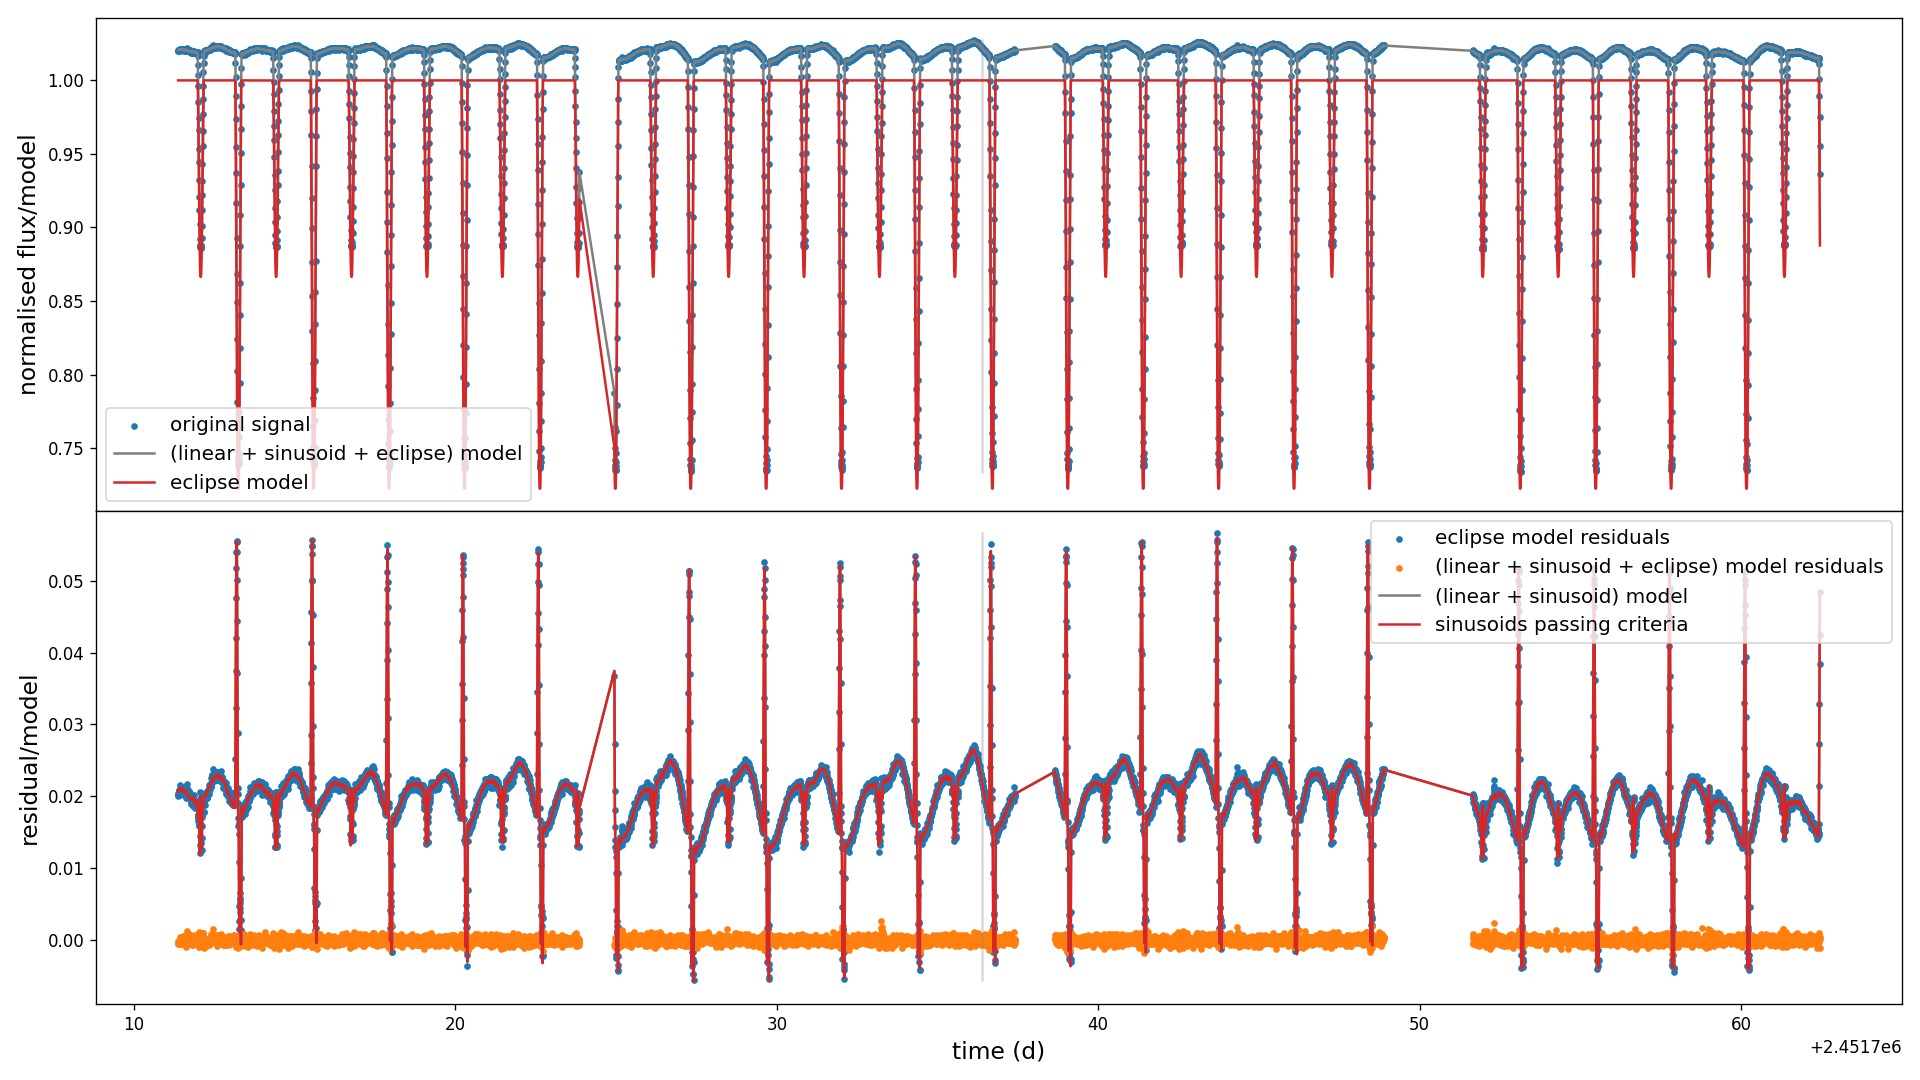 normalised flux/model
1.00
0.95
0.90
0.85
0.80
0.75
original signal
(linear + sinusoid + eclipse) model
eclipse model
residual/model
0.05
0.04
0.03
0.02
0.01
0.00
eclipse model residuals
(linear + sinusoid + eclipse) model residuals
(linear + sinusoid) model
sinusoids passing criteria
10
20
30
40
50
60
time (d)
+2.4517e6